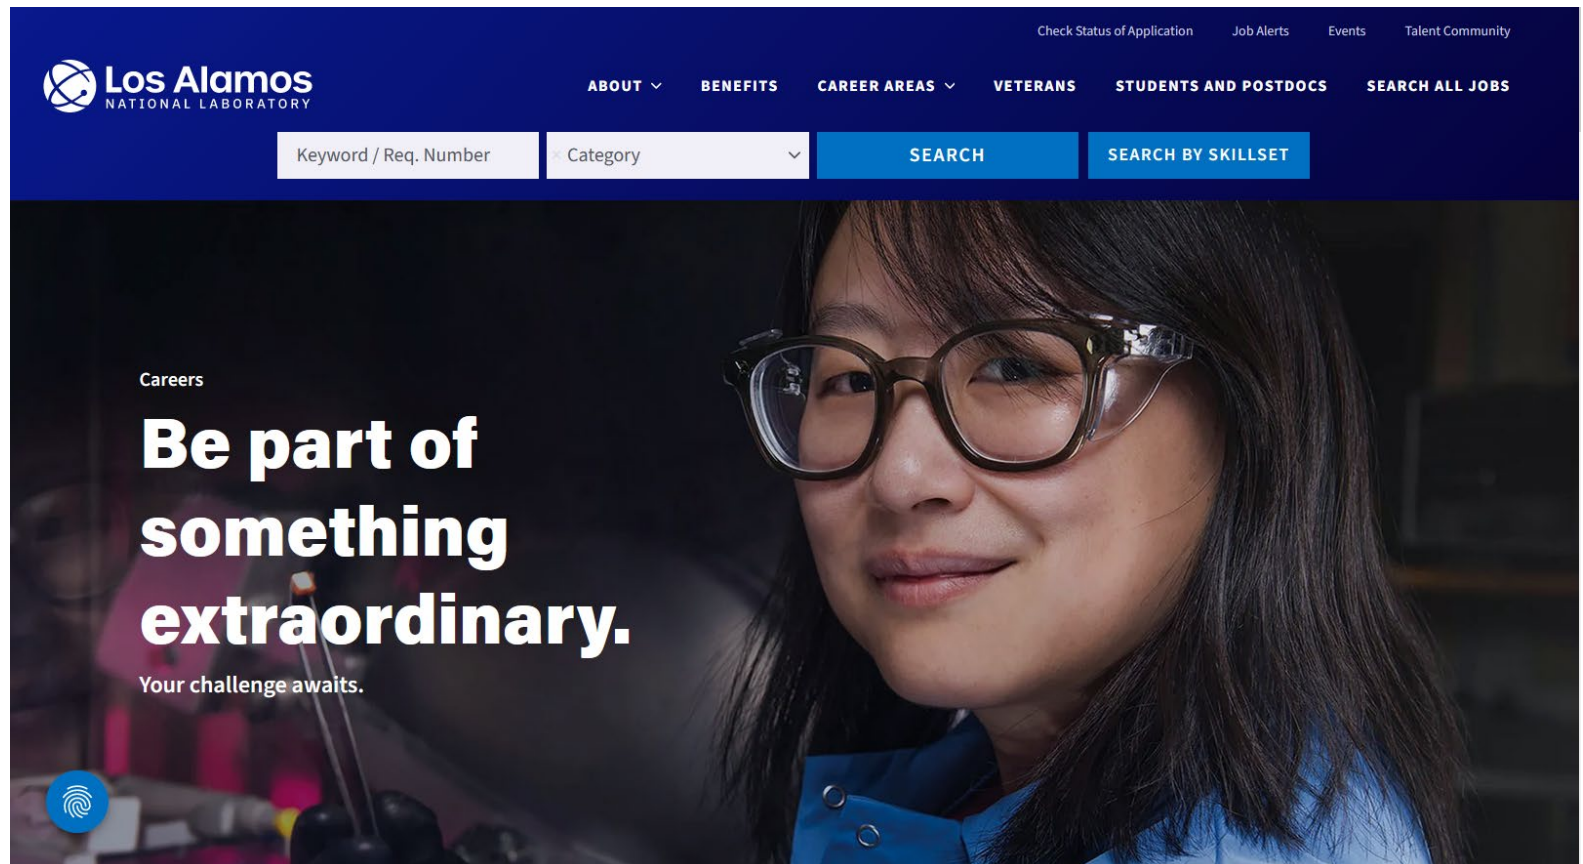 Check Status of Application Job Alerts Events Talent Community
Los Alamos
NATIONAL LABORATORY
ABOUT BENEFITS CAREER AREAS VETERANS STUDENTS AND POSTDOCS SEARCH ALL JOBS
Keyword / Req. Number × Category SEARCH SEARCH BY SKILLSET
Careers
Be part of
something
extraordinary.
Your challenge awaits.